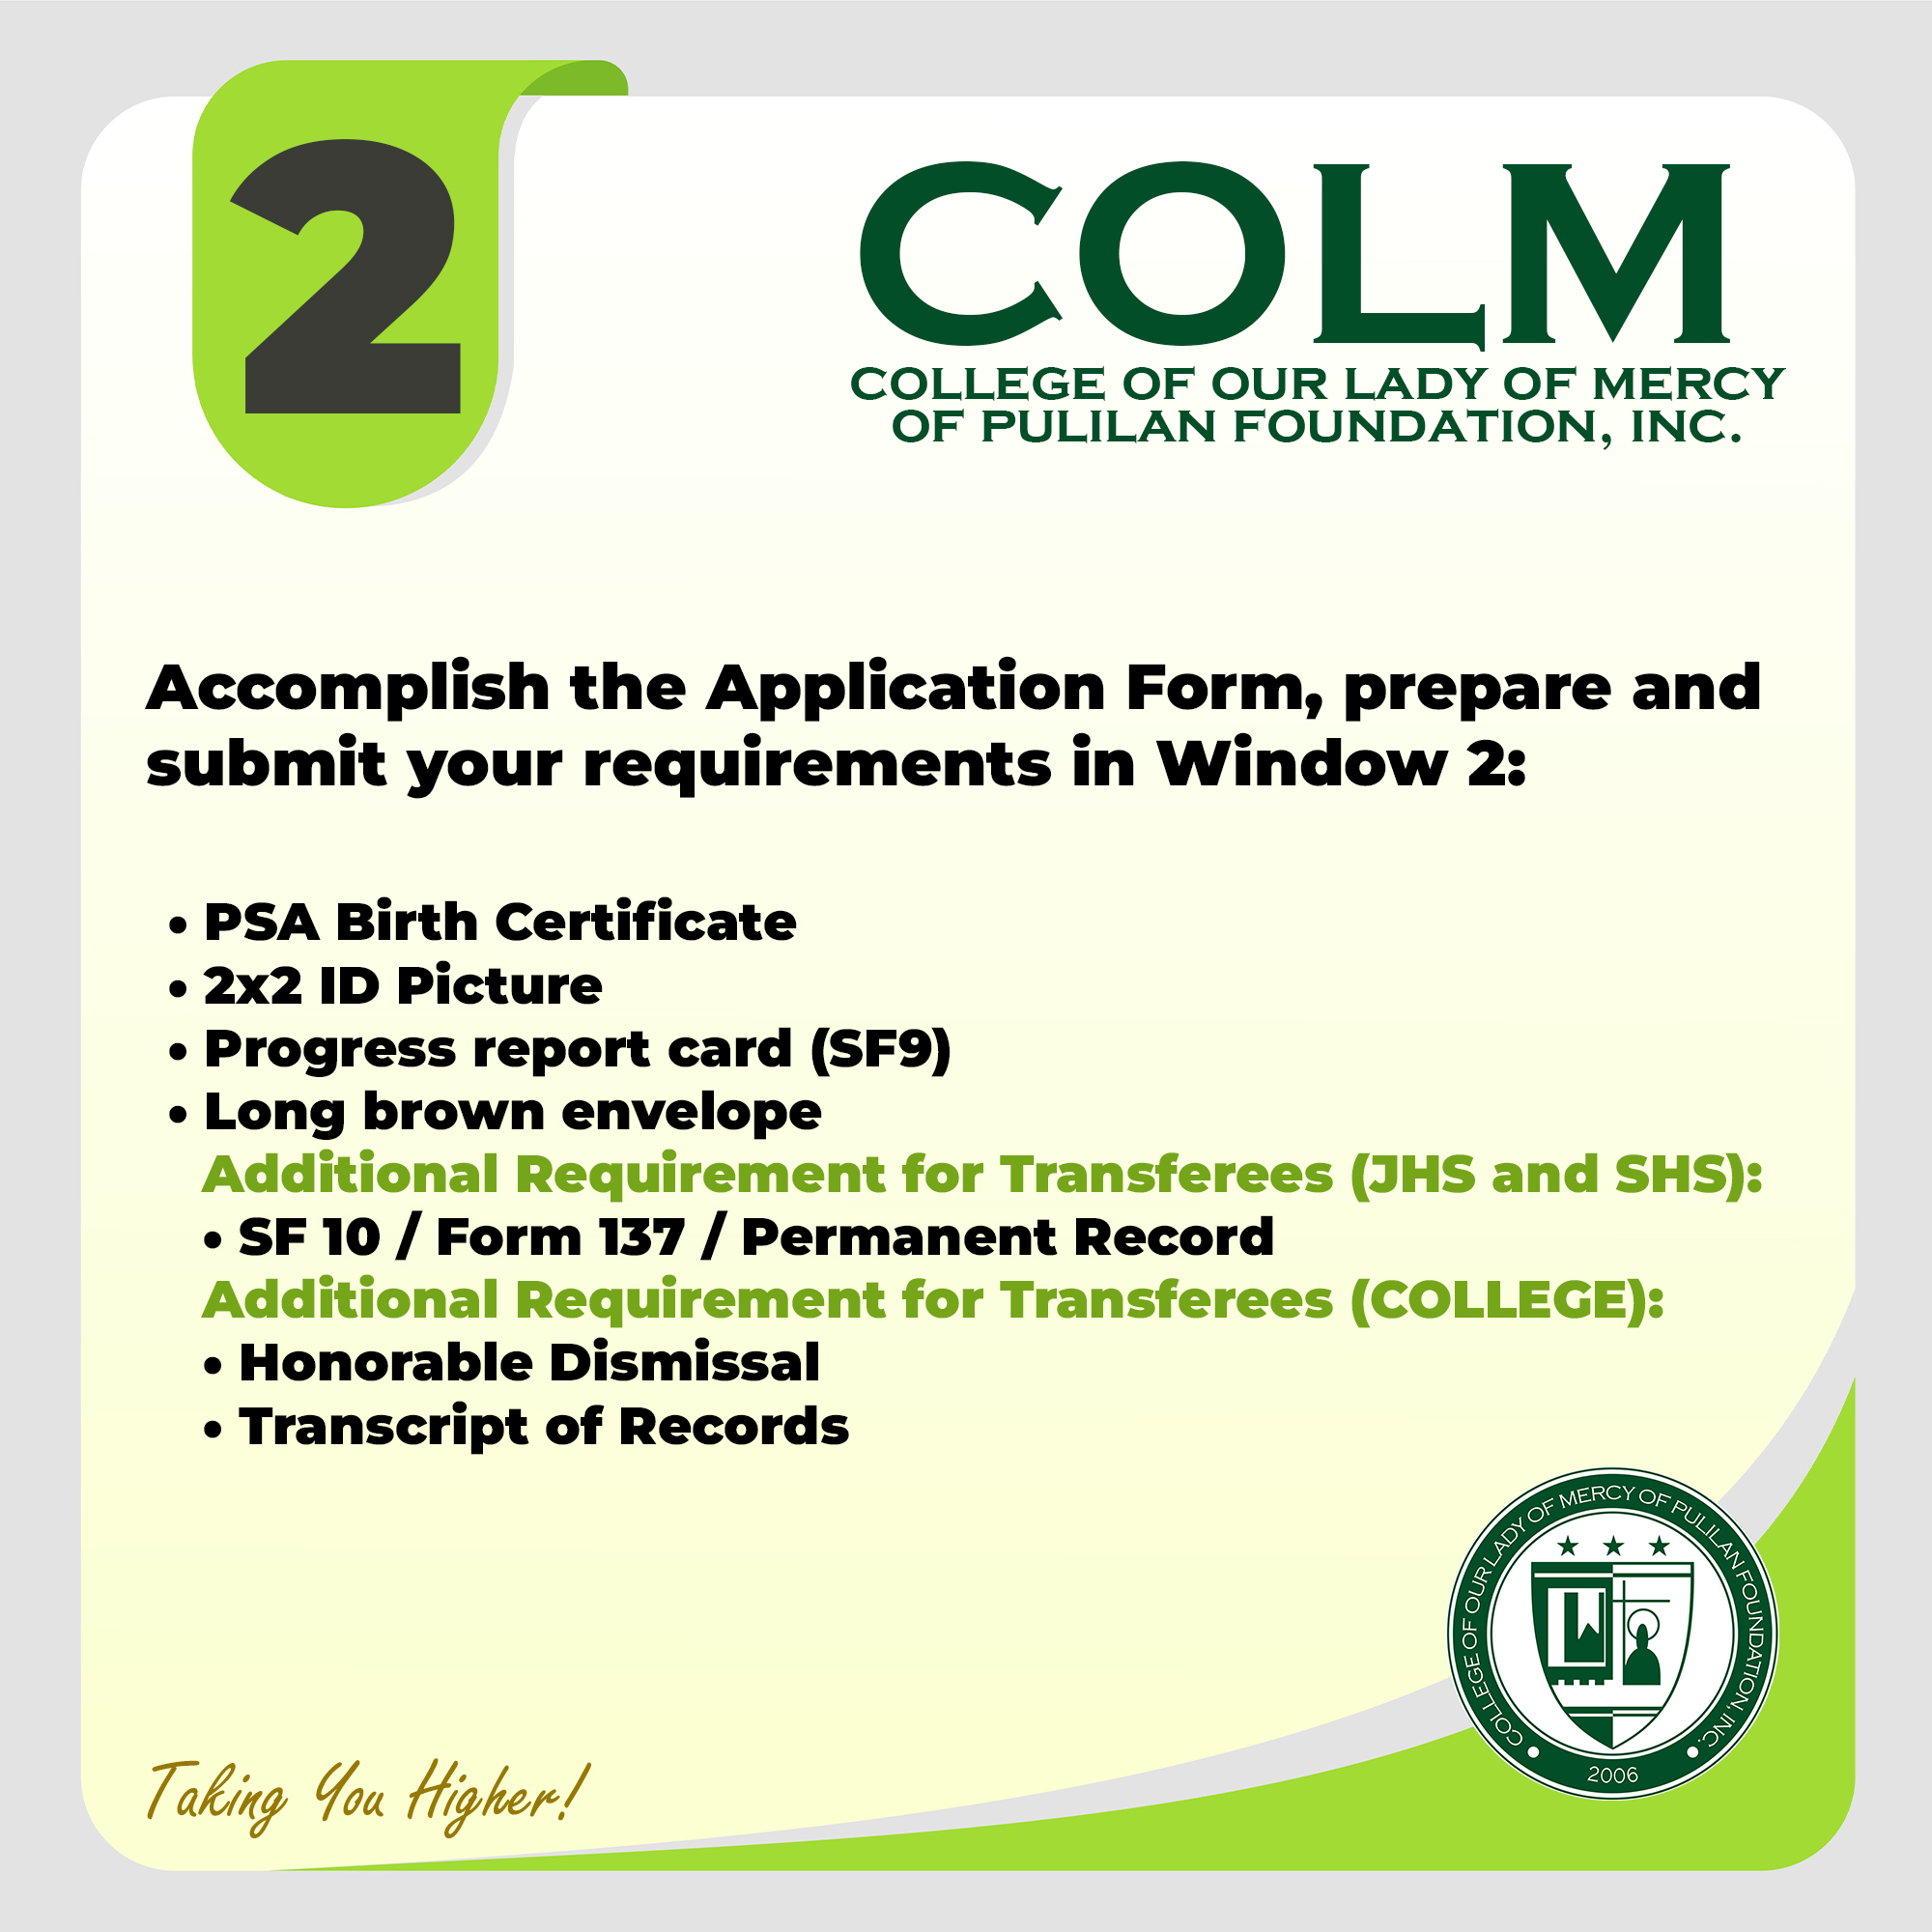 2
COLM
COLLEGE OF OUR LADY OF MERCY
OF PULILAN FOUNDATION, INC.
Accomplish the Application Form, prepare and
submit your requirements in Window 2:
• PSA Birth Certificate
• 2x2 ID Picture
• Progress report card (SF9)
• Long brown envelope
Additional Requirement for Transferees (JHS and SHS):
• SF 10 / Form 137 / Permanent Record
Additional Requirement for Transferees (COLLEGE):
• Honorable Dismissal
• Transcript of Records
COLLEGE OF OUR LADY OF MERCY OF PULILAN FOUNDATION, INC.
2006
Taking You Higher!